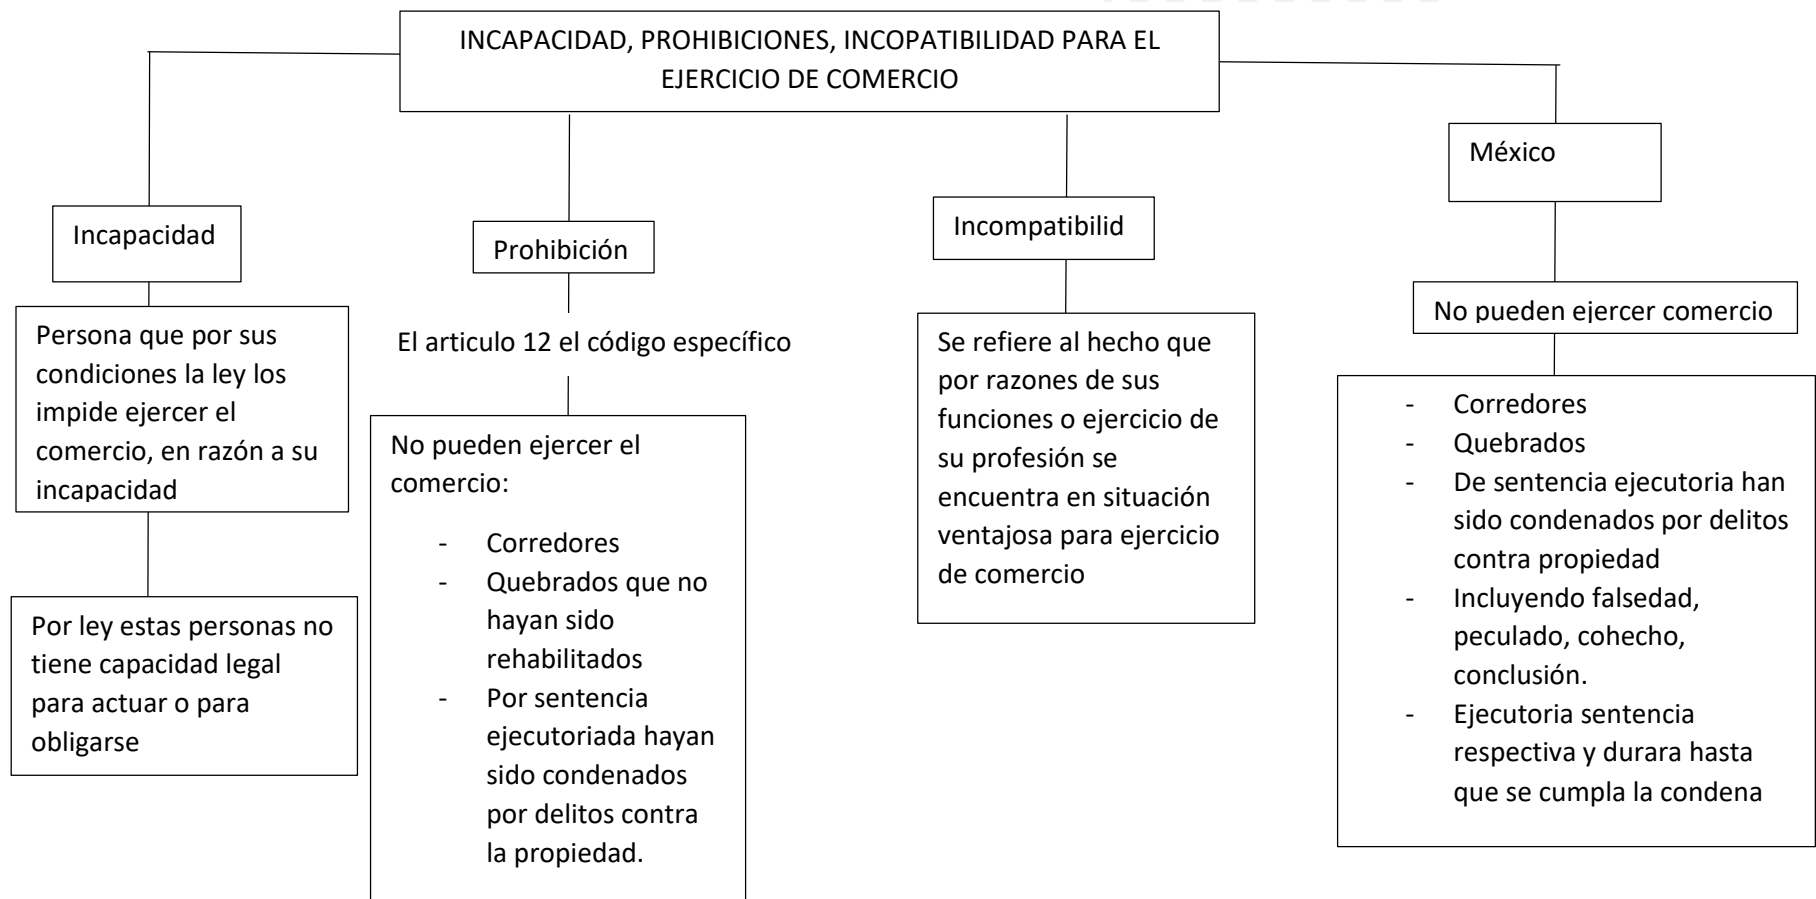 INCAPACIDAD, PROHIBICIONES, INCOPATIBILIDAD PARA EL
EJERCICIO DE COMERCIO
Incapacidad
Persona que por sus
condiciones la ley los
impide ejercer el
comercio, en razón a su
incapacidad
Por ley estas personas no
tiene capacidad legal
para actuar o para
obligarse
Prohibición
El articulo 12 el código específico
No pueden ejercer el
comercio:
- Corredores
- Quebrados que no
hayan sido
rehabilitados
- Por sentencia
ejecutoriada hayan
sido condenados
por delitos contra
la propiedad.
Incompatibilid
Se refiere al hecho que
por razones de sus
funciones o ejercicio de
su profesión se
encuentra en situación
ventajosa para ejercicio
de comercio
México
No pueden ejercer comercio
- Corredores
- Quebrados
- De sentencia ejecutoria han
sido condenados por delitos
contra propiedad
- Incluyendo falsedad,
peculado, cohecho,
conclusión.
- Ejecutoria sentencia
respectiva y durara hasta
que se cumpla la condena